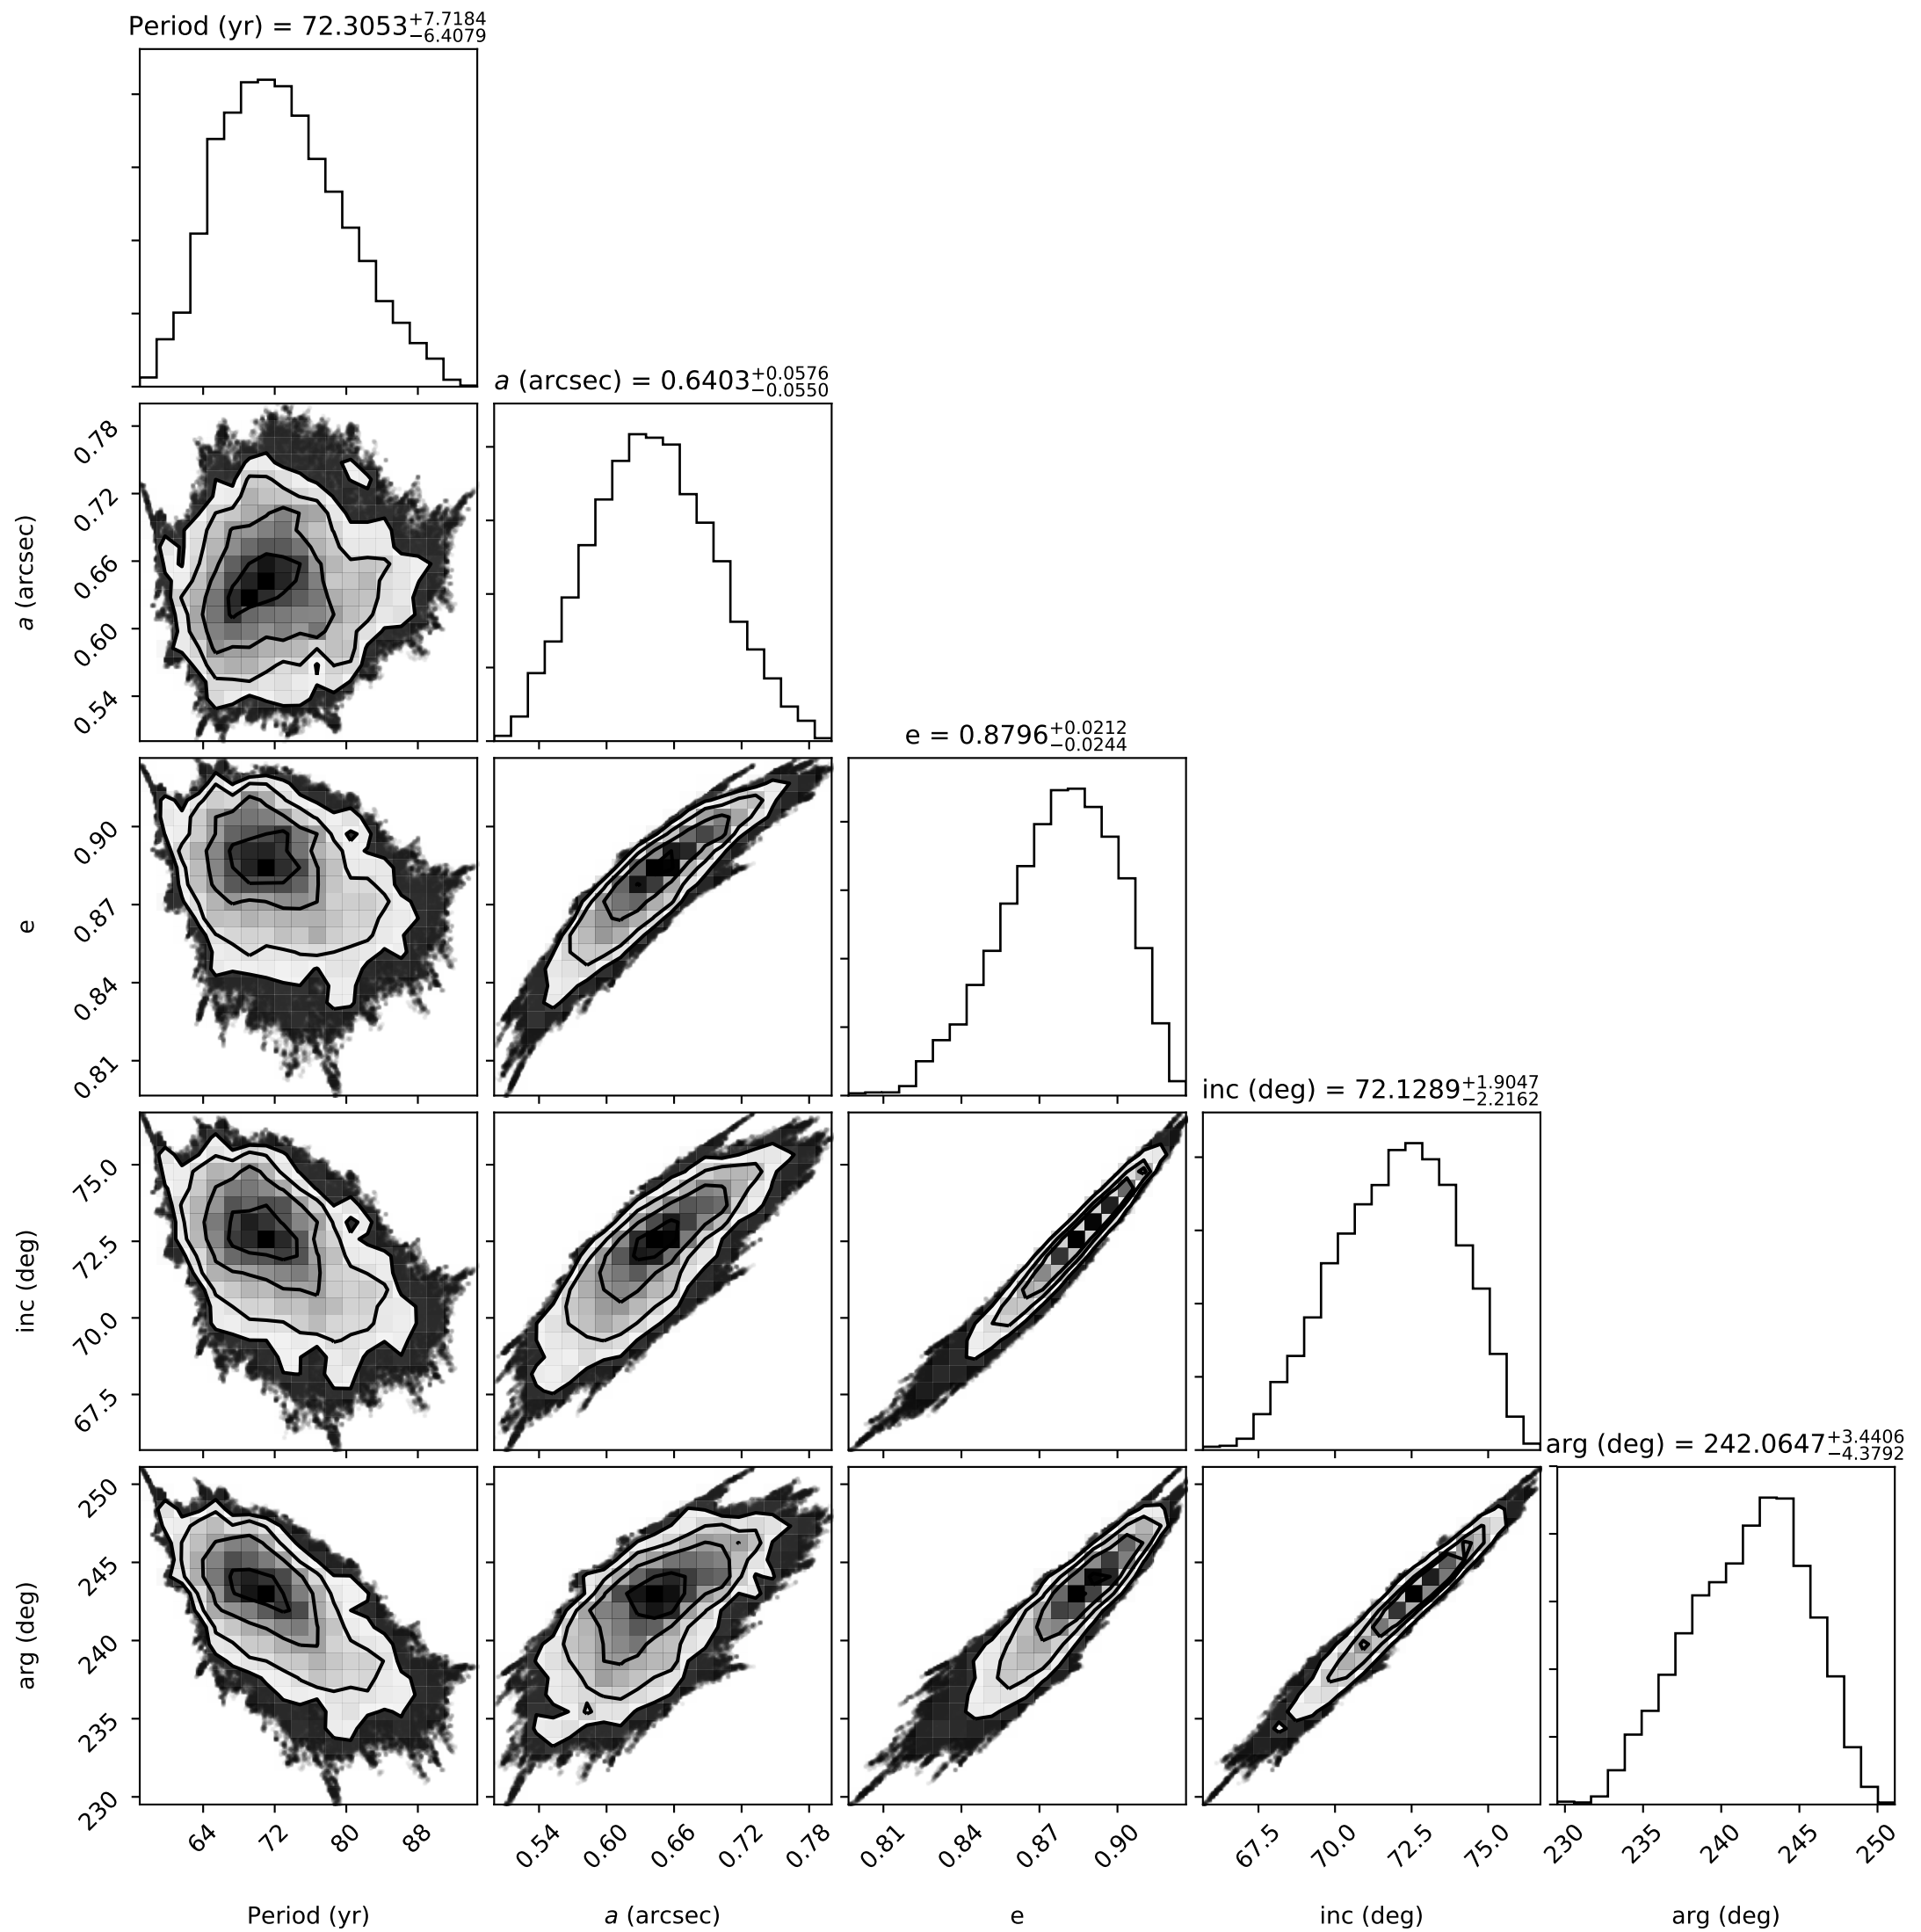 Period (yr) = 72.3053 +7.7184 −6.4079
a (arcsec) = 0.6403 +0.0576 −0.0550
a (arcsec)
0.78
0.72
0.66
0.60
0.54
e = 0.8796 +0.0212 −0.0244
e
0.90
0.87
0.84
0.81
inc (deg) = 72.1289 +1.9047 −2.2162
inc (deg)
75.0
72.5
70.0
67.5
arg (deg) = 242.0647 +3.4406 −4.3792
arg (deg)
250
245
240
235
230
64 72 80 88 0.54 0.60 0.66 0.72 0.78 0.81 0.84 0.87 0.90 67.5 70.0 72.5 75.0 230 235 240 245 250
Period (yr) a (arcsec) e inc (deg) arg (deg)